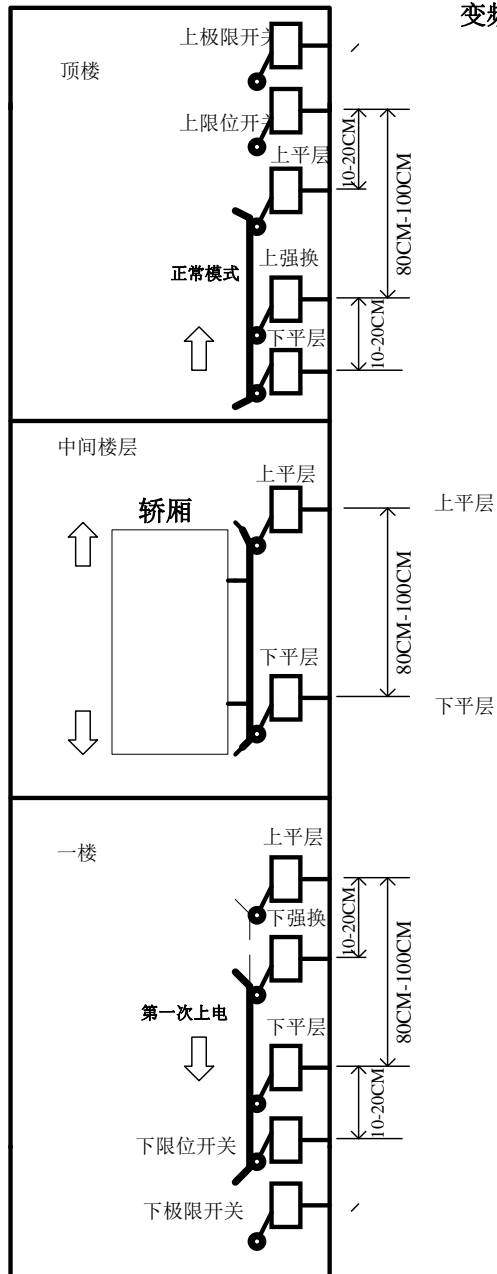 变频
上极限开关
顶楼
上限位开关
10-20CM
上平层
80CM-100CM
上强换
正常模式
下平层
10-20CM
中间楼层
上平层
轿厢
上平层
80CM-100CM
下平层
下平层
上平层
一楼
下强换
10-20CM
80CM-100CM
第一次上电
下平层
10-20CM
下限位开关
下极限开关